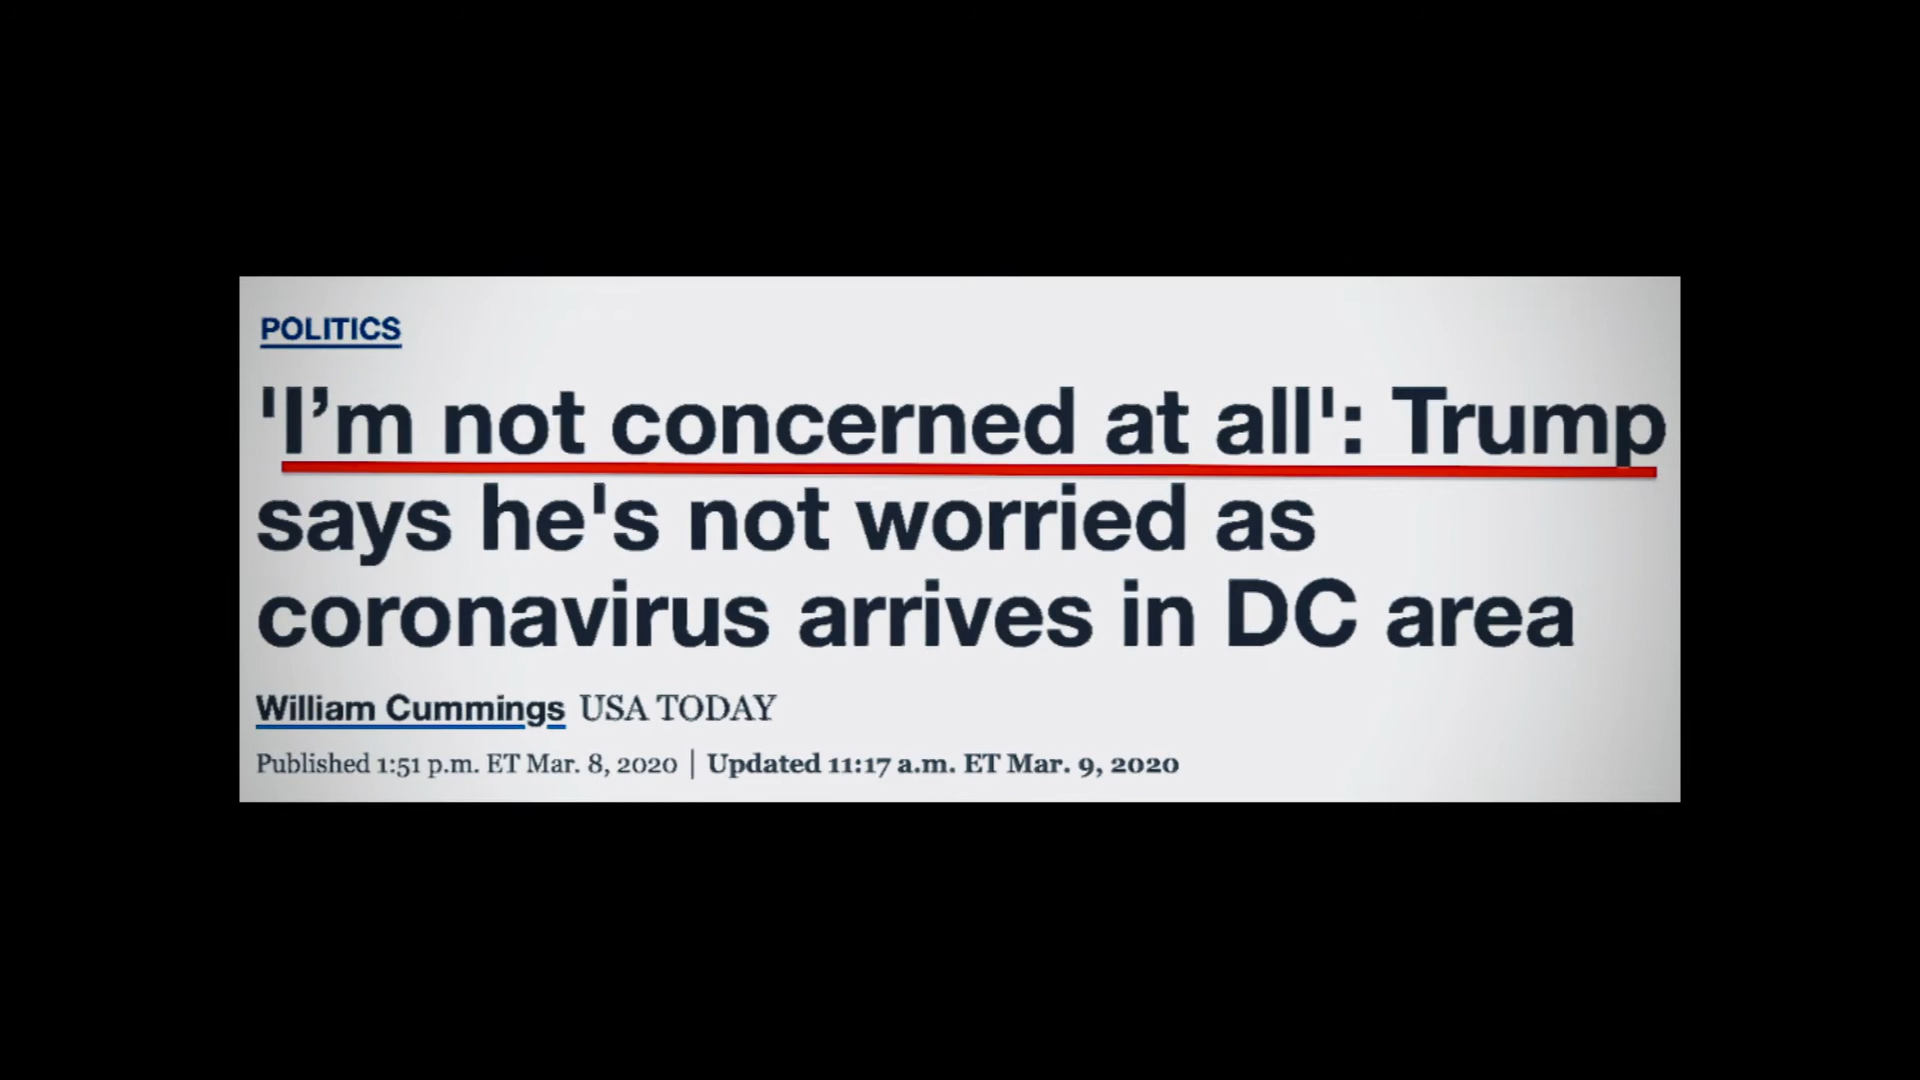 POLITICS
'I’m not concerned at all': Trump
says he's not worried as
coronavirus arrives in DC area
William Cummings USA TODAY
Published 1:51 p.m. ET Mar. 8, 2020 | Updated 11:17 a.m. ET Mar. 9, 2020